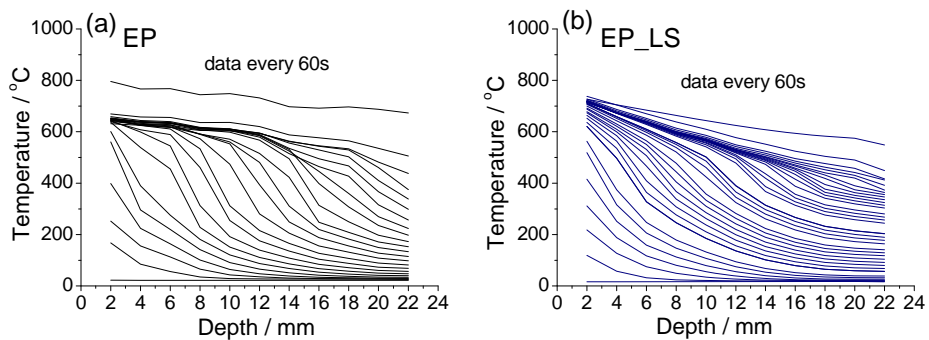 (a) EP
data every 60s
Temperature / °C
1000
800
600
400
200
0
0 2 4 6 8 10 12 14 16 18 20 22 24
Depth / mm
(b) EP_LS
data every 60s
Temperature / °C
1000
800
600
400
200
0
0 2 4 6 8 10 12 14 16 18 20 22 24
Depth / mm